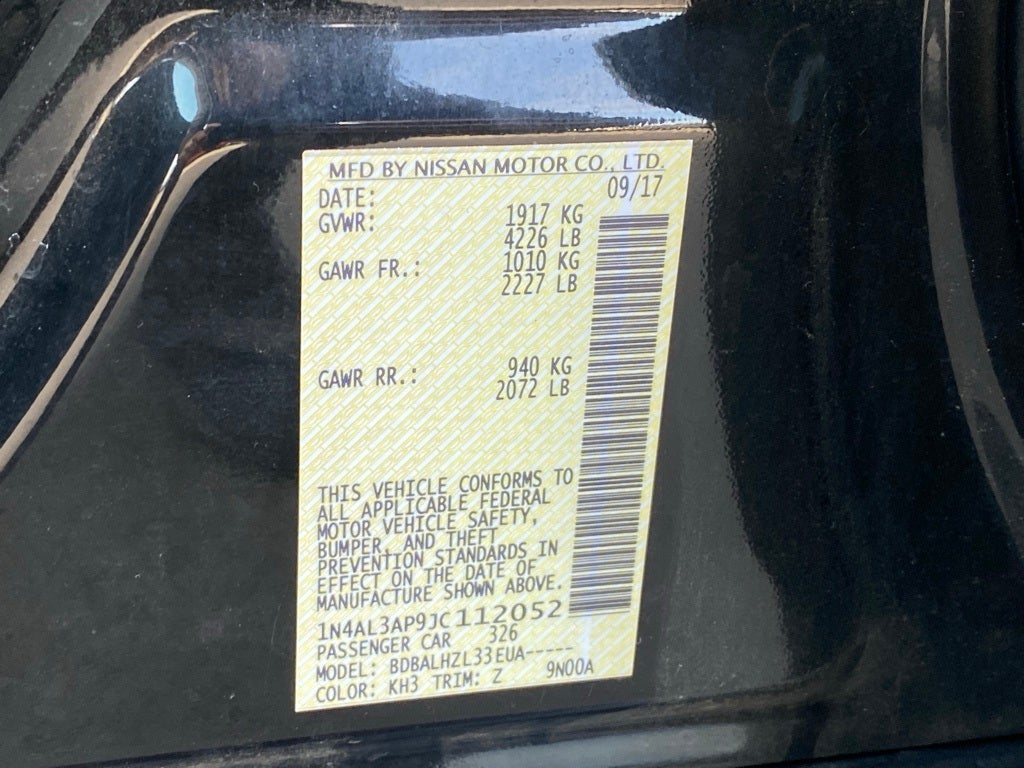 MFD BY NISSAN MOTOR CO., LTD.
DATE: 09/17
GVWR: 1917 KG
4226 LB
GAWR FR.: 1010 KG
2227 LB
GAWR RR.: 940 KG
2072 LB
THIS VEHICLE CONFORMS TO
ALL APPLICABLE FEDERAL
MOTOR VEHICLE SAFETY,
BUMPER, AND THEFT
PREVENTION STANDARDS IN
EFFECT ON THE DATE OF
MANUFACTURE SHOWN ABOVE.
1N4AL3AP9JC112052
PASSENGER CAR 326
MODEL: BDBALHZL33EUA-----
COLOR: KH3 TRIM: Z 9N00A